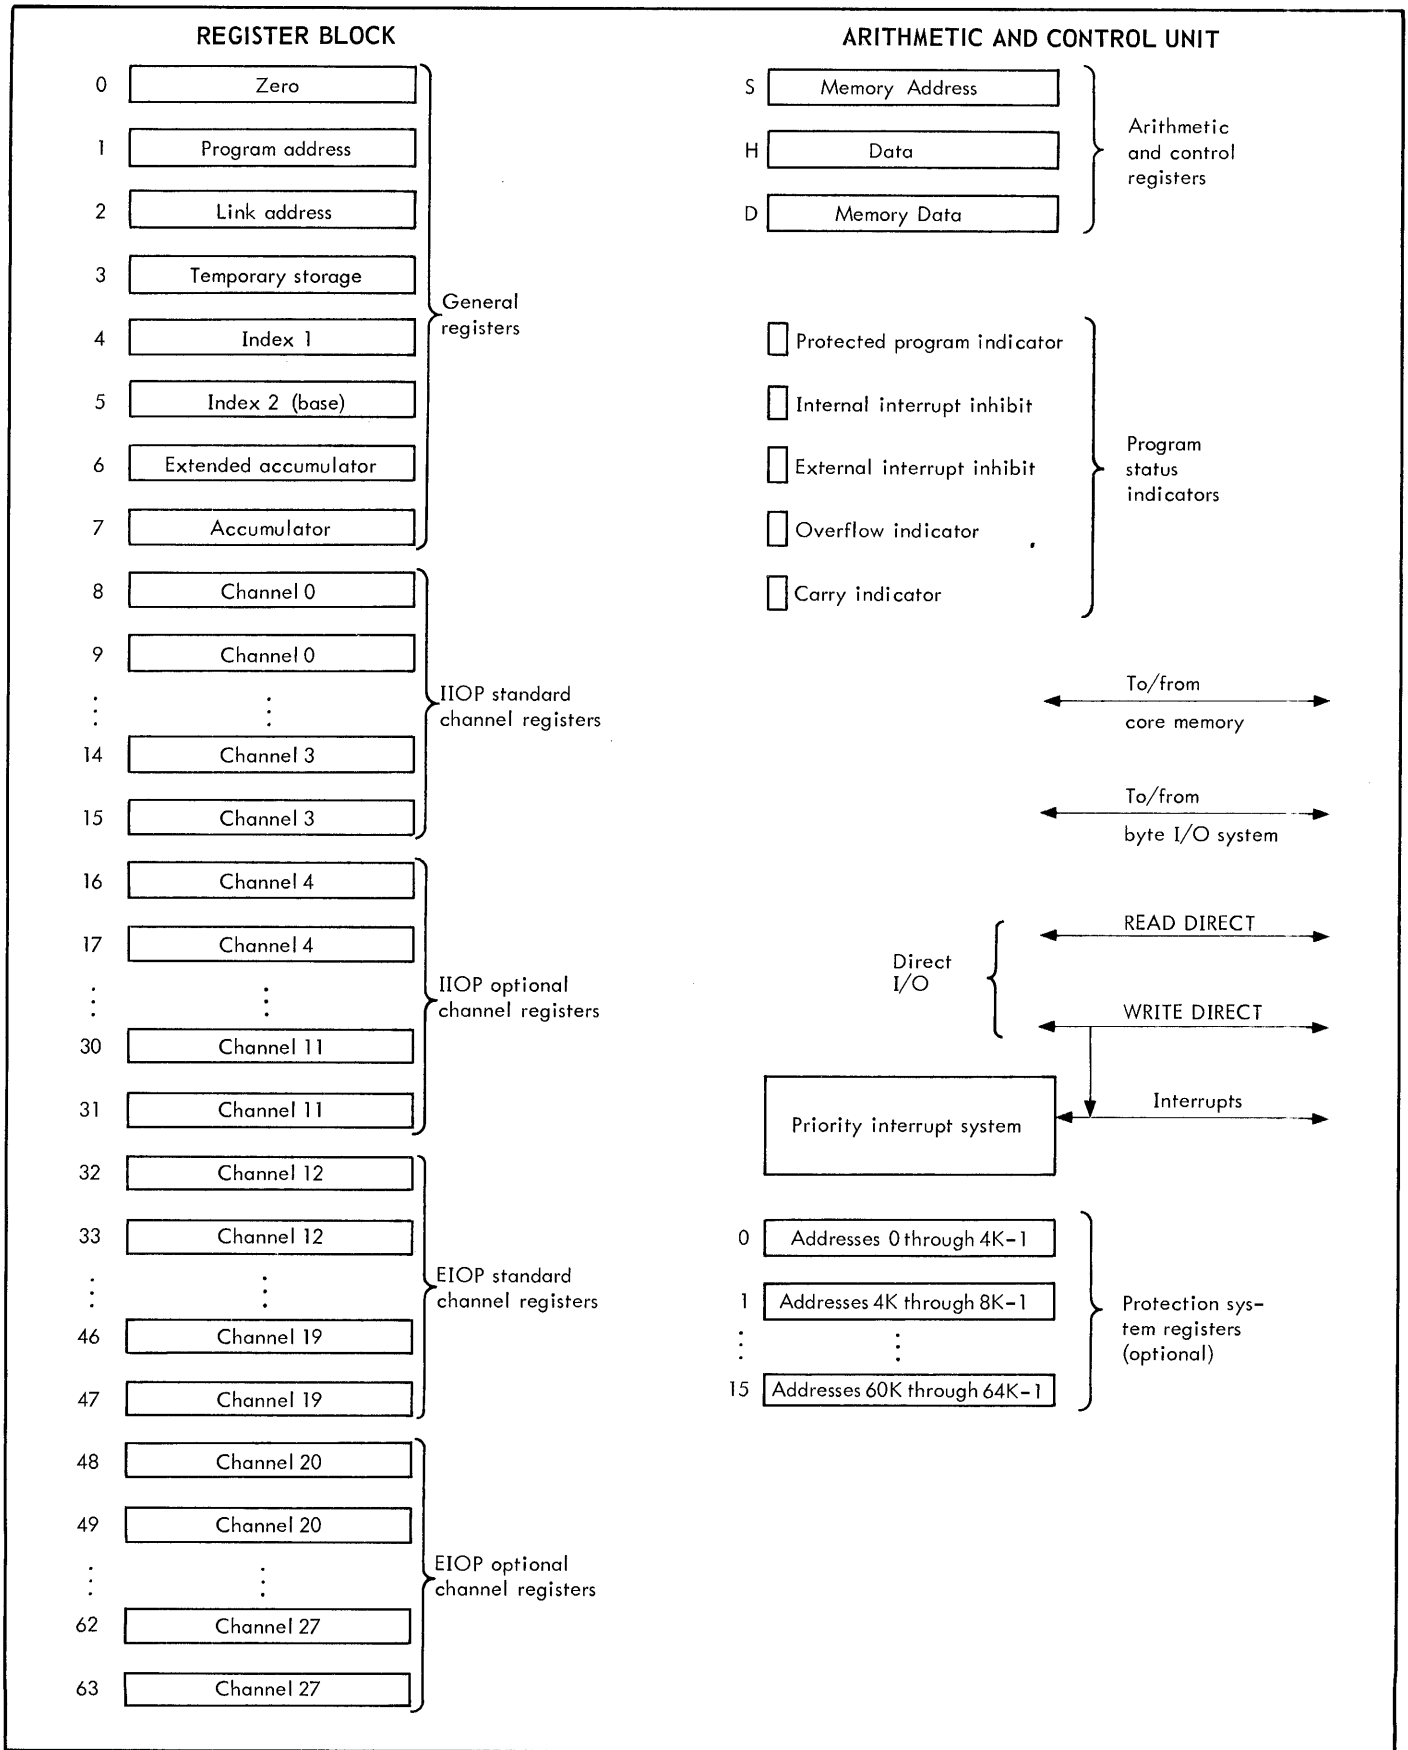 REGISTER BLOCK
0 Zero
1 Program address
2 Link address
3 Temporary storage
4 Index 1
5 Index 2 (base)
6 Extended accumulator
7 Accumulator
General
registers
8 Channel 0
9 Channel 0
14 Channel 3
15 Channel 3
IIOP standard
channel registers
16 Channel 4
17 Channel 4
30 Channel 11
31 Channel 11
IIOP optional
channel registers
32 Channel 12
33 Channel 12
46 Channel 19
47 Channel 19
EIOP standard
channel registers
48 Channel 20
49 Channel 20
62 Channel 27
63 Channel 27
EIOP optional
channel registers
ARITHMETIC AND CONTROL UNIT
S Memory Address
H Data
D Memory Data
Arithmetic
and control
registers
Protected program indicator
Internal interrupt inhibit
External interrupt inhibit
Overflow indicator
Carry indicator
Program
status
indicators
To/from
core memory
To/from
byte I/O system
Direct
I/O
READ DIRECT
WRITE DIRECT
Interrupts
Priority interrupt system
0 Addresses 0 through 4K-1
1 Addresses 4K through 8K-1
15 Addresses 60K through 64K-1
Protection sys-
tem registers
(optional)